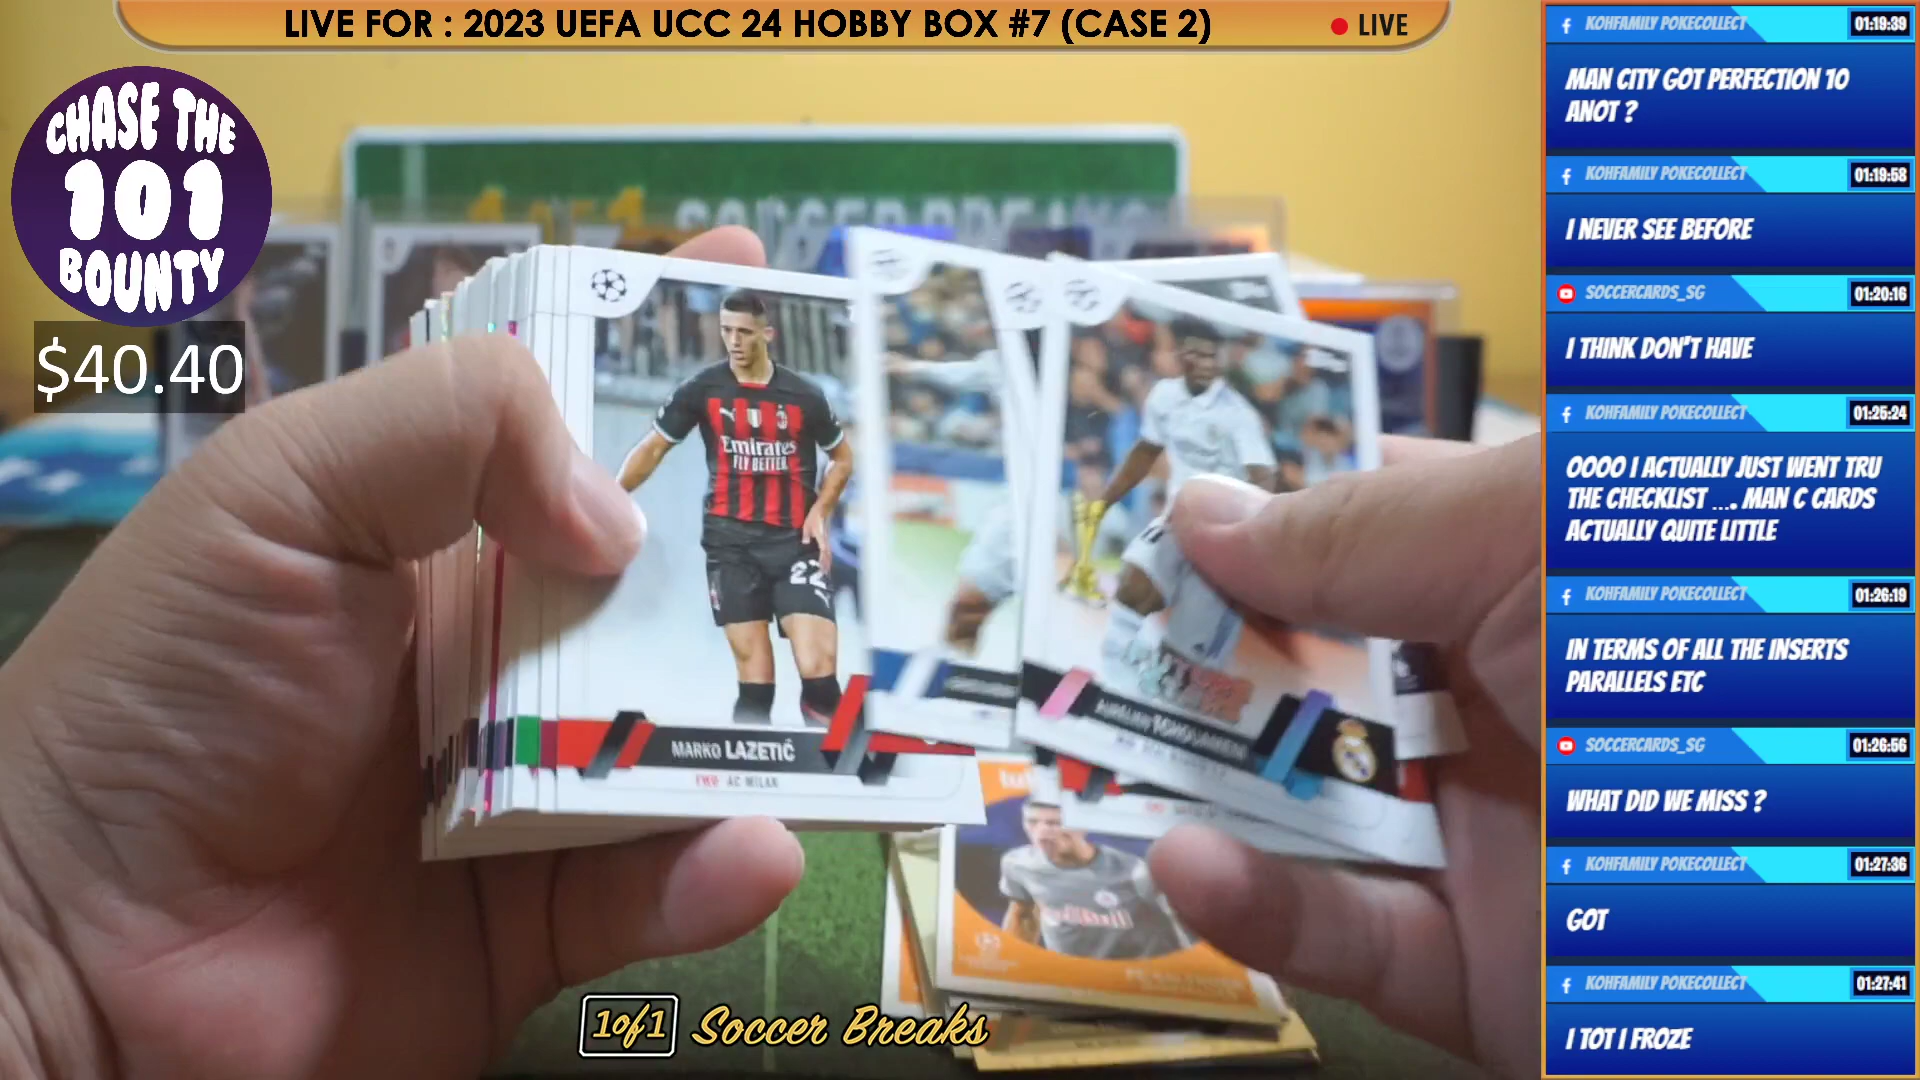 LIVE FOR : 2023 UEFA UCC 24 HOBBY BOX #7 (CASE 2)
LIVE
CHASE THE
101
BOUNTY
$40.40
Emirates
FLY BETTER
22
MARKO LAZETIĆ
FWD AC MILAN
1of1 Soccer Breaks
KOHFAMILY POKECOLLECT 01:19:39
MAN CITY GOT PERFECTION 10
ANOT ?
KOHFAMILY POKECOLLECT 01:19:58
I NEVER SEE BEFORE
SOCCERCARDS_SG 01:20:16
I THINK DON'T HAVE
KOHFAMILY POKECOLLECT 01:25:24
OOOO I ACTUALLY JUST WENT TRU
THE CHECKLIST .... MAN C CARDS
ACTUALLY QUITE LITTLE
KOHFAMILY POKECOLLECT 01:26:19
IN TERMS OF ALL THE INSERTS
PARALLELS ETC
SOCCERCARDS_SG 01:26:56
WHAT DID WE MISS ?
KOHFAMILY POKECOLLECT 01:27:36
GOT
KOHFAMILY POKECOLLECT 01:27:41
I TOT I FROZE